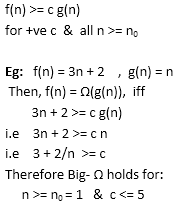 f(n) >= c g(n)
for +ve c & all n >= n₀
Eg: f(n) = 3n + 2 , g(n) = n
Then, f(n) = Ω(g(n)), iff
3n + 2 >= c g(n)
i.e 3n + 2 >= c n
i.e 3 + 2/n >= c
Therefore Big- Ω holds for:
n >= n₀ = 1 & c <= 5